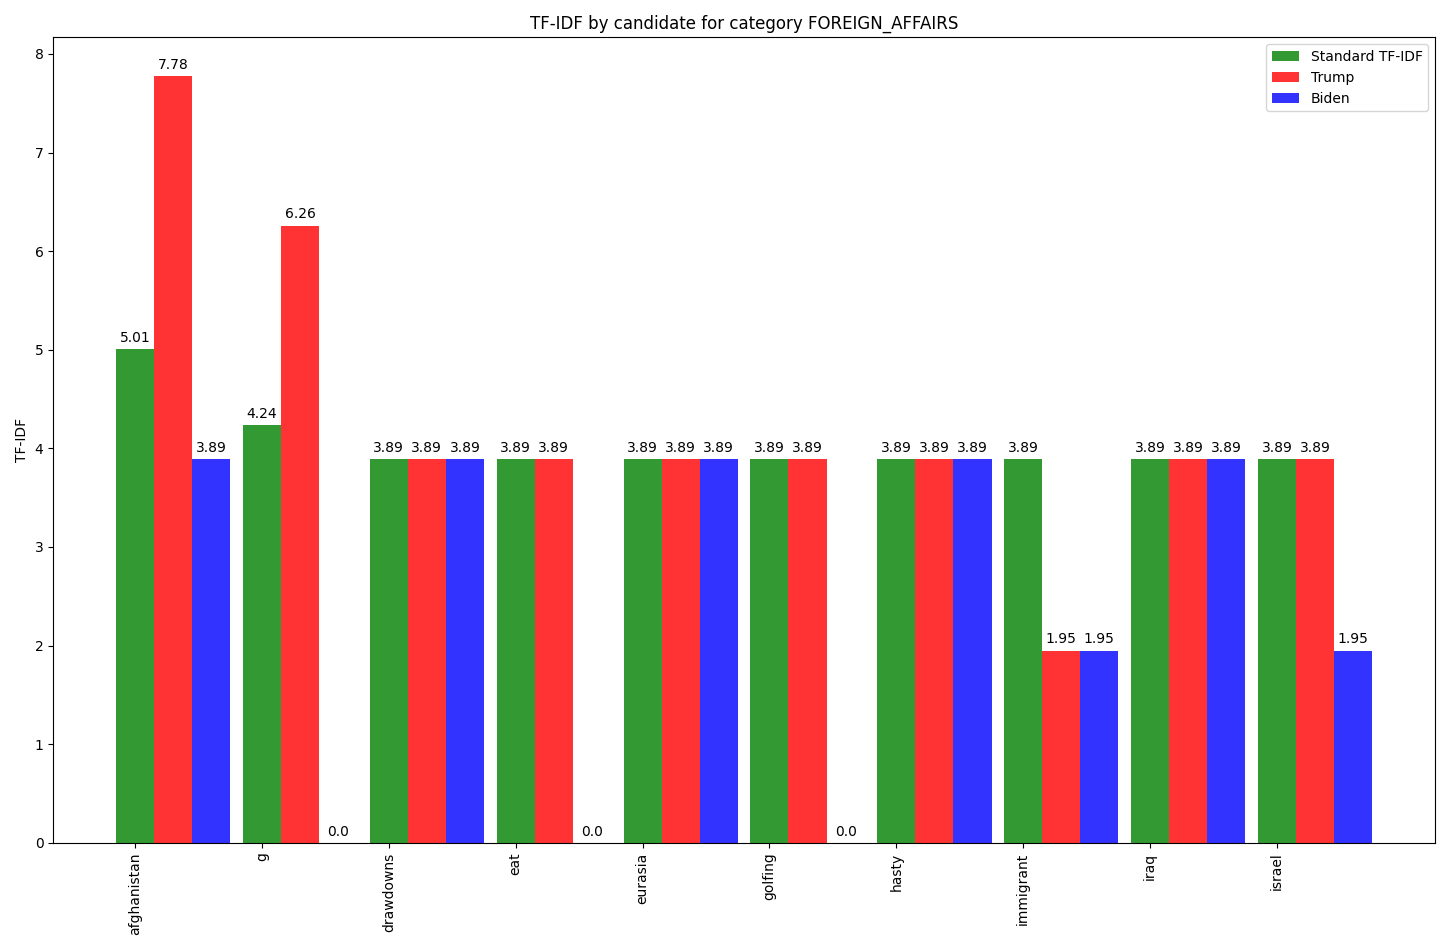 TF-IDF by candidate for category FOREIGN_AFFAIRS
Standard TF-IDF
Trump
Biden
TF-IDF
8
7
6
5
4
3
2
1
0
5.01 7.78 3.89
4.24 6.26 0.0
3.89 3.89 3.89
3.89 3.89 0.0
3.89 3.89 3.89
3.89 3.89 0.0
3.89 3.89 3.89
3.89 1.95 1.95
3.89 3.89 3.89
3.89 3.89 1.95
afghanistan
g
drawdowns
eat
eurasia
golfing
hasty
immigrant
iraq
israel